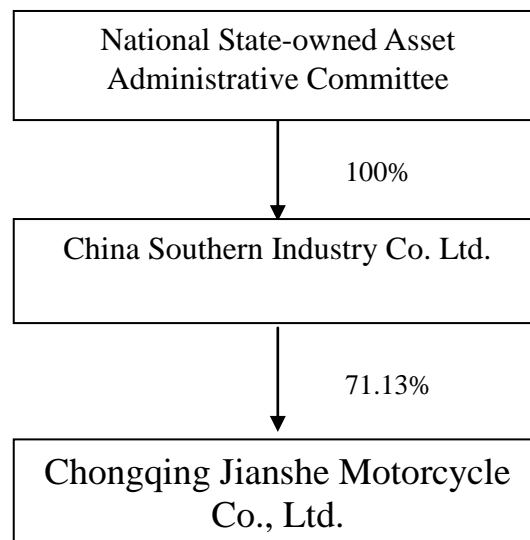 National State-owned Asset
Administrative Committee
100%
China Southern Industry Co. Ltd.
71.13%
Chongqing Jianshe Motorcycle
Co., Ltd.